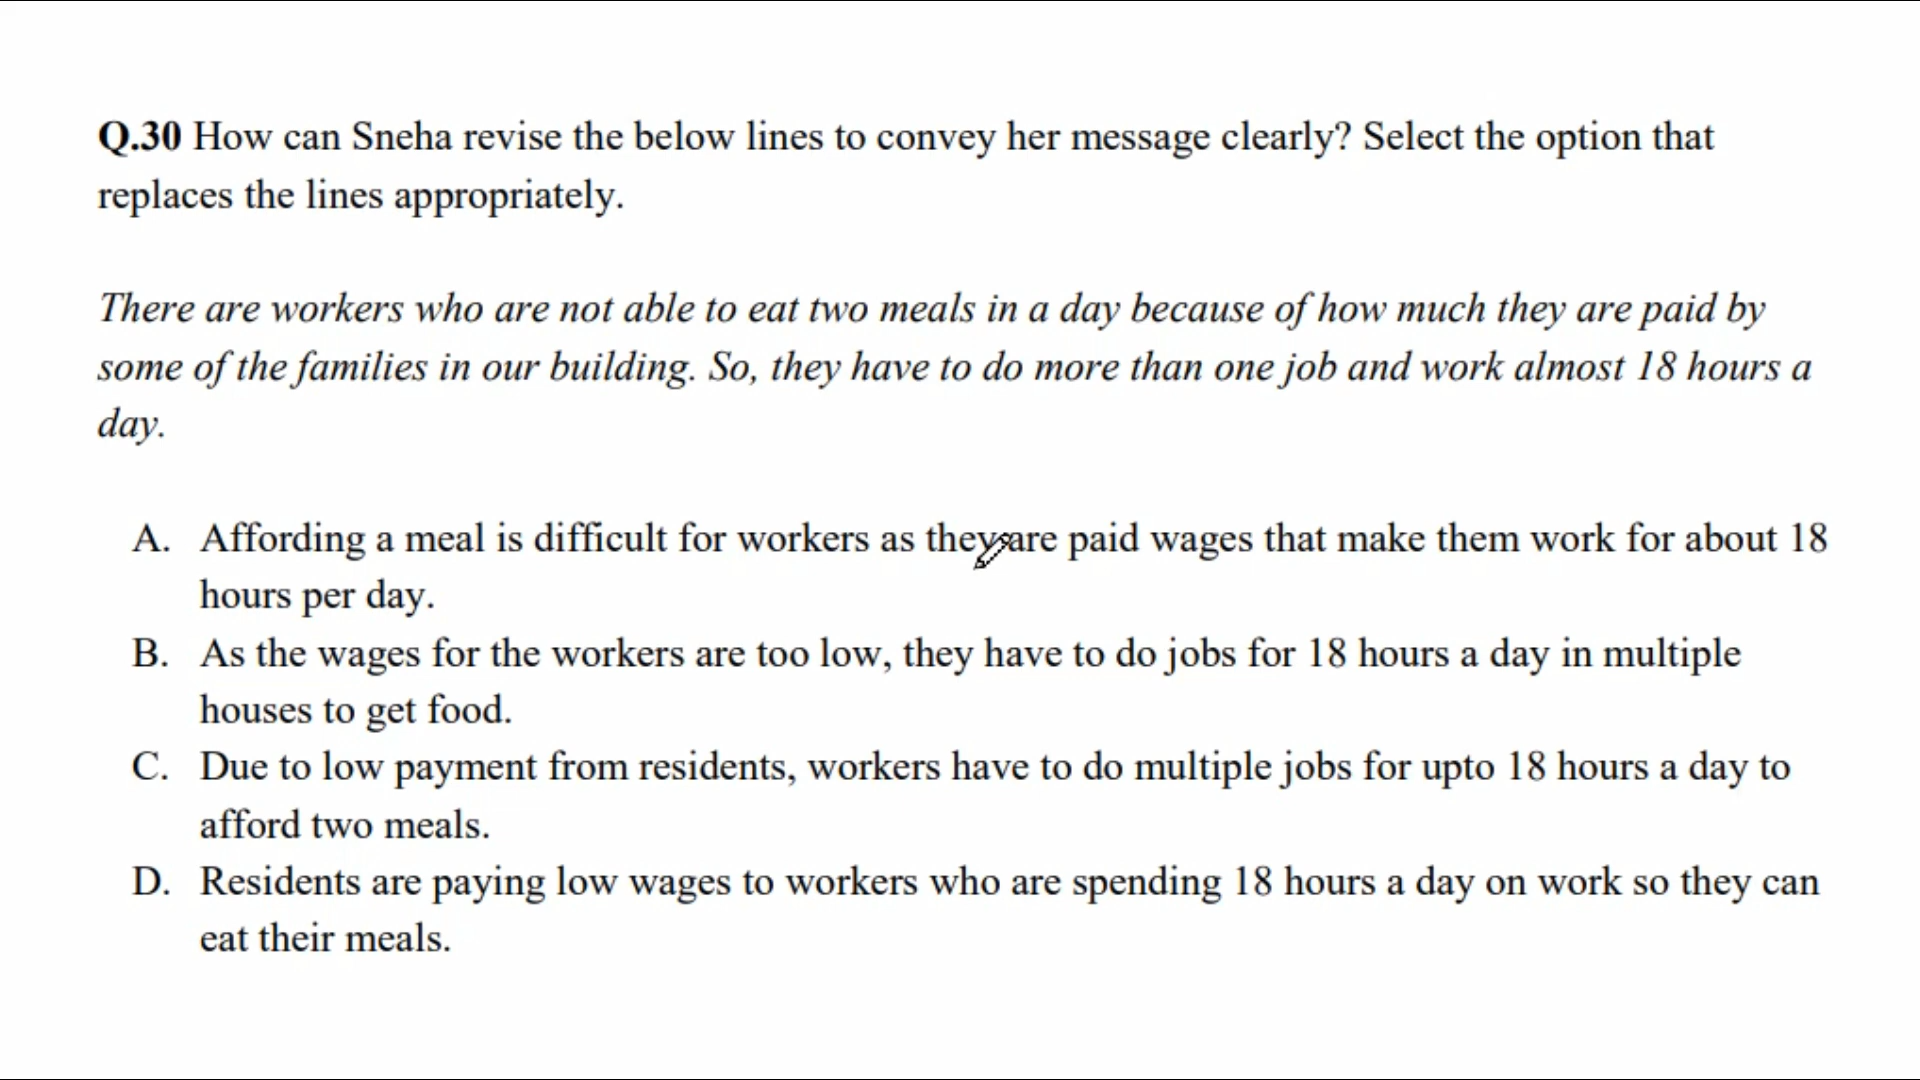 Q.30 How can Sneha revise the below lines to convey her message clearly? Select the option that
replaces the lines appropriately.
There are workers who are not able to eat two meals in a day because of how much they are paid by
some of the families in our building. So, they have to do more than one job and work almost 18 hours a
day.
A. Affording a meal is difficult for workers as they are paid wages that make them work for about 18
hours per day.
B. As the wages for the workers are too low, they have to do jobs for 18 hours a day in multiple
houses to get food.
C. Due to low payment from residents, workers have to do multiple jobs for upto 18 hours a day to
afford two meals.
D. Residents are paying low wages to workers who are spending 18 hours a day on work so they can
eat their meals.